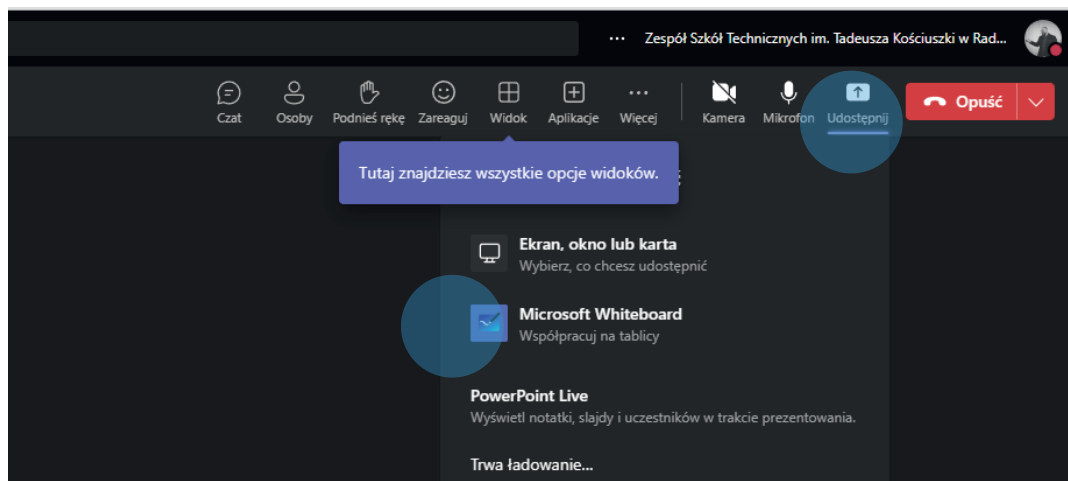 ··· Zespół Szkół Technicznych im. Tadeusza Kościuszki w Rad...
Czat Osoby Podnieś rękę Zareaguj Widok Aplikacje Więcej Kamera Mikrofon Udostępnij Opuść
Tutaj znajdziesz wszystkie opcje widoków.
Ekran, okno lub karta
Wybierz, co chcesz udostępnić
Microsoft Whiteboard
Współpracuj na tablicy
PowerPoint Live
Wyświetl notatki, slajdy i uczestników w trakcie prezentowania.
Trwa ładowanie...